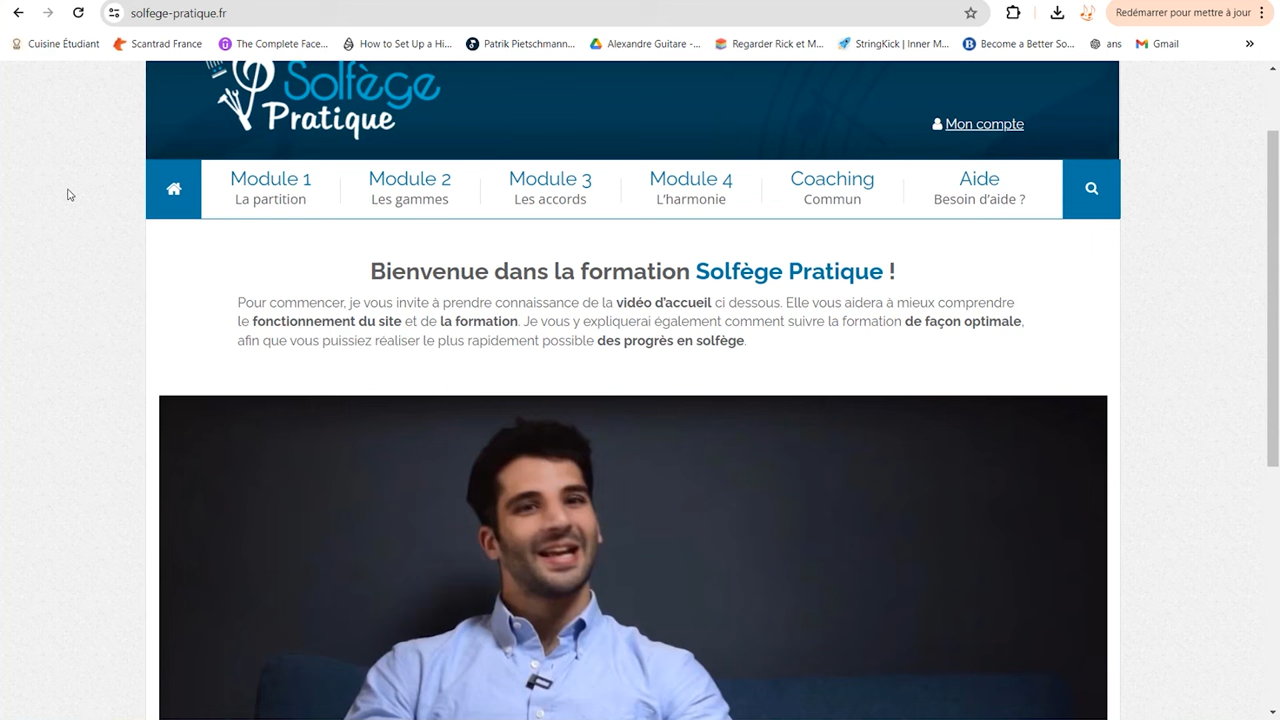 solfege-pratique.fr
Redémarrer pour mettre à jour
Cuisine Étudiant
Scantrad France
The Complete Face...
How to Set Up a Hi...
Patrik Pietschmann...
Alexandre Guitare -...
Regarder Rick et M...
StringKick | Inner M...
Become a Better So...
ans
Gmail
Solfège
Pratique
Mon compte
Module 1
La partition
Module 2
Les gammes
Module 3
Les accords
Module 4
L'harmonie
Coaching
Commun
Aide
Besoin d'aide ?
Bienvenue dans la formation Solfège Pratique !
Pour commencer, je vous invite à prendre connaissance de la vidéo d'accueil ci dessous. Elle vous aidera à mieux comprendre
le fonctionnement du site et de la formation. Je vous y expliquerai également comment suivre la formation de façon optimale,
afin que vous puissiez réaliser le plus rapidement possible des progrès en solfège.